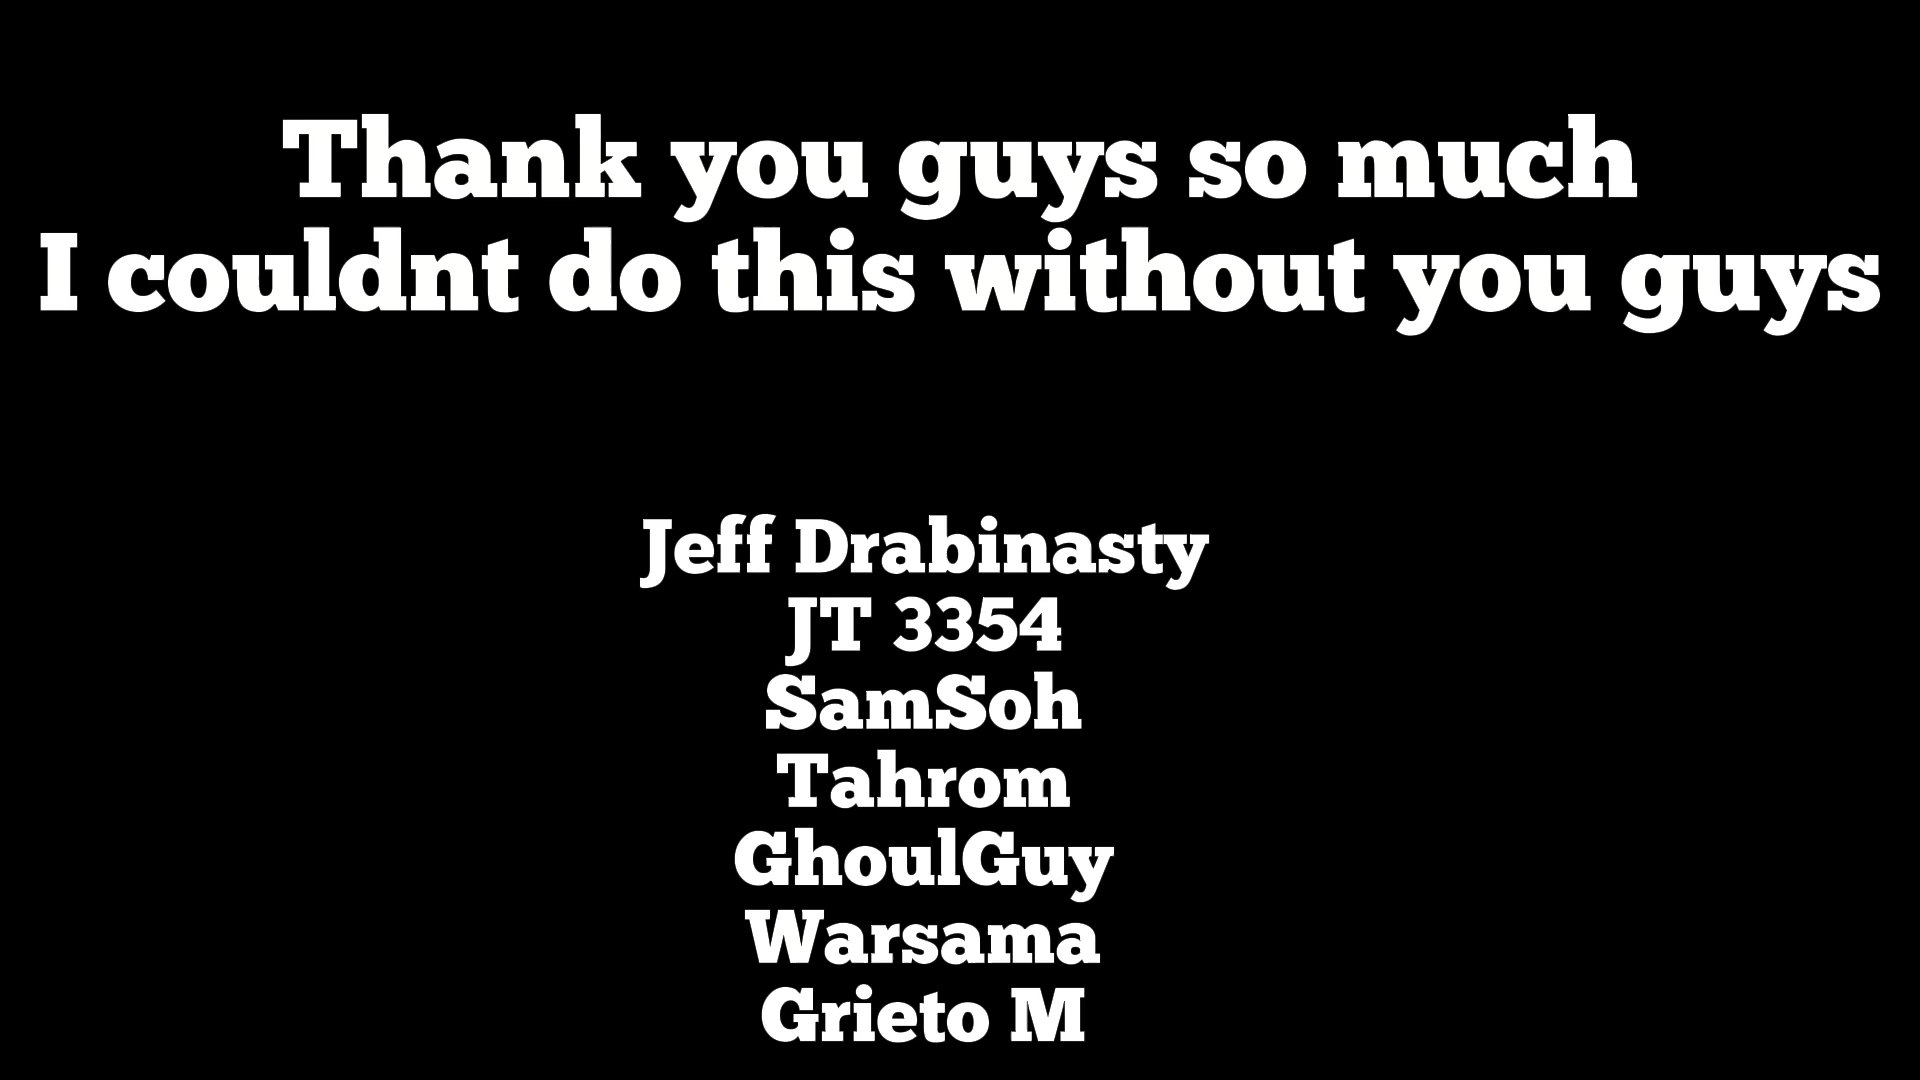 Thank you guys so much
I couldnt do this without you guys
Jeff Drabinasty
JT 3354
SamSoh
Tahrom
GhoulGuy
Warsama
Grieto M